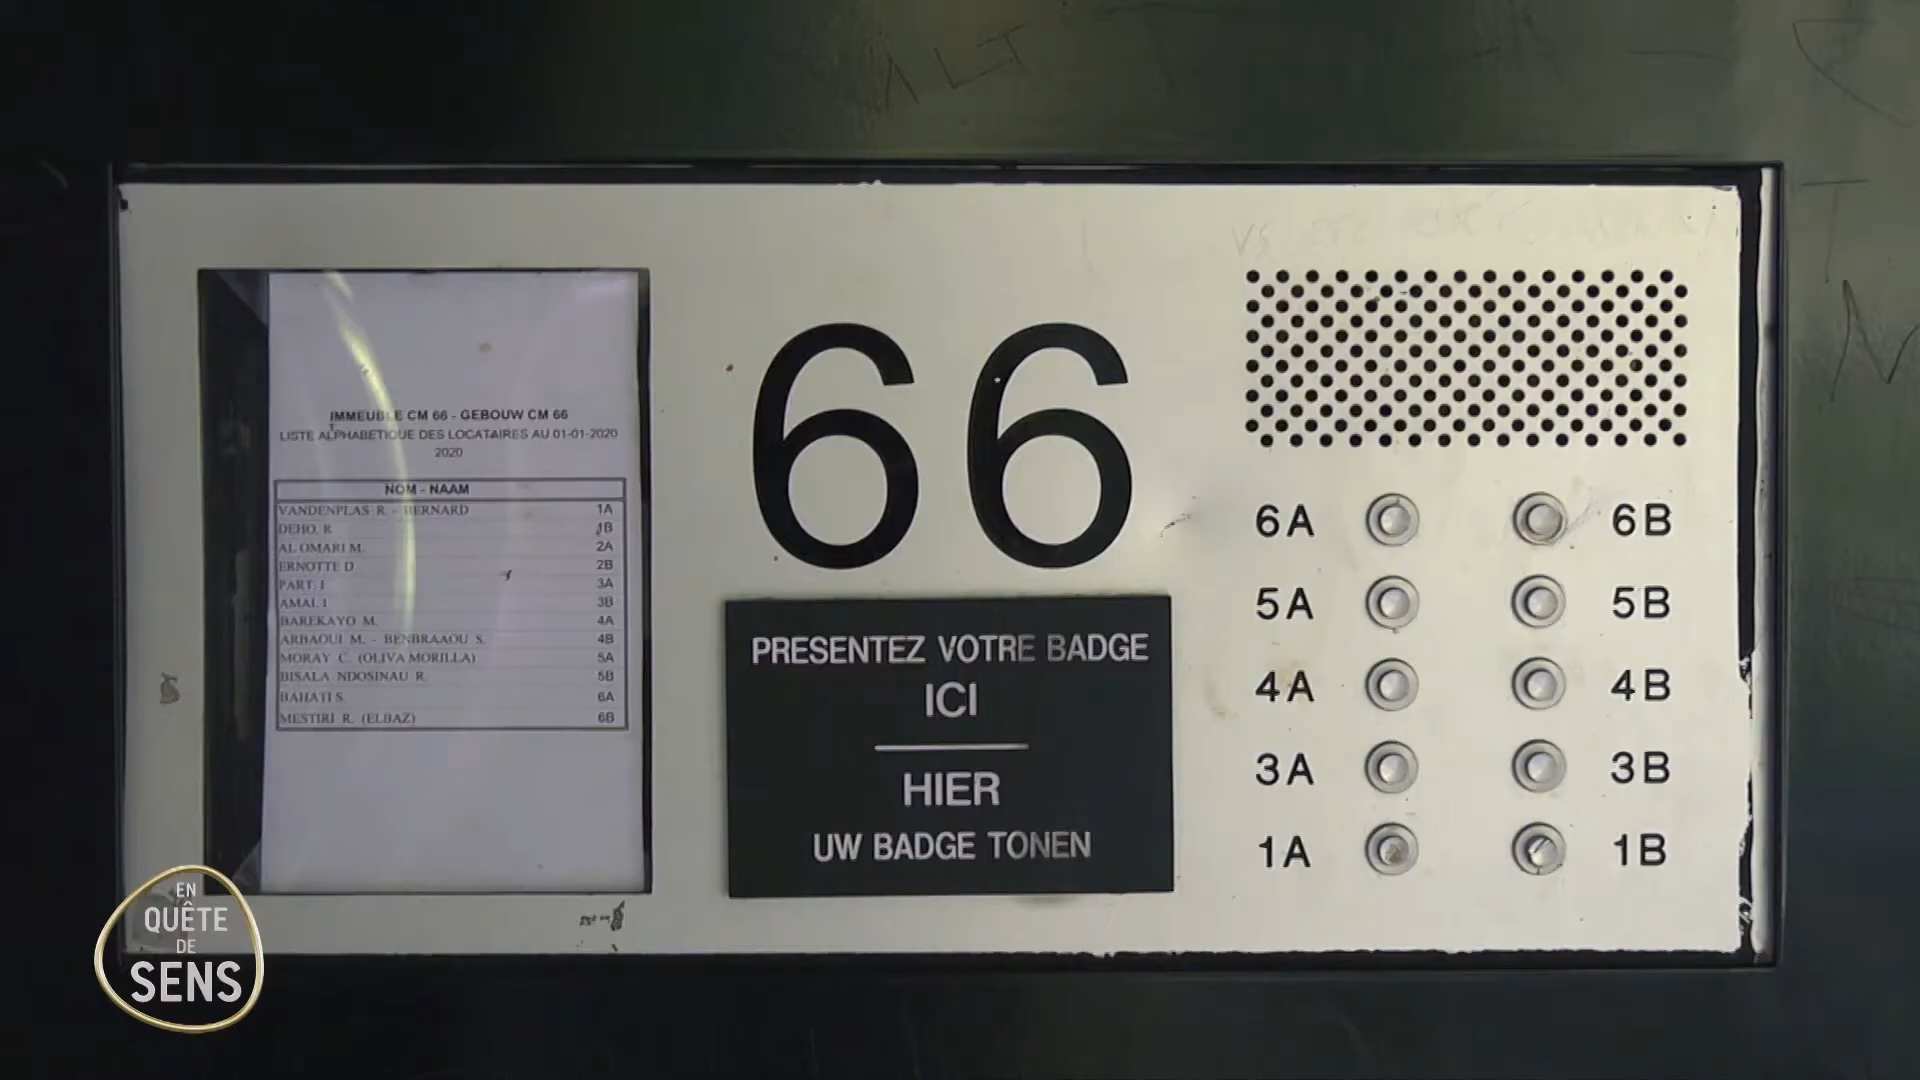 IMMEUBLE CM 66 - GEBOUW CM 66
LISTE ALPHABETIQUE DES LOCATAIRES AU 01-01-2020
2020
NOM - NAAM
VANDENPLAS R. - BERNARD 1A
DEHO. R 1B
AL OMARI M. 2A
ERNOTTE D 2B
PART. I 3A
AMAL I 3B
BAREKAYO M. 4A
ARBAOUI M. - BENBRAAOU S. 4B
MORAY C. (OLIVA MORILLA) 5A
BISALA NDOSINAU R. 5B
BAHATI S. 6A
MESTIRI R. (ELBAZ) 6B
66
PRESENTEZ VOTRE BADGE
ICI
HIER
UW BADGE TONEN
6A 6B
5A 5B
4A 4B
3A 3B
1A 1B
EN
QUÊTE
DE
SENS